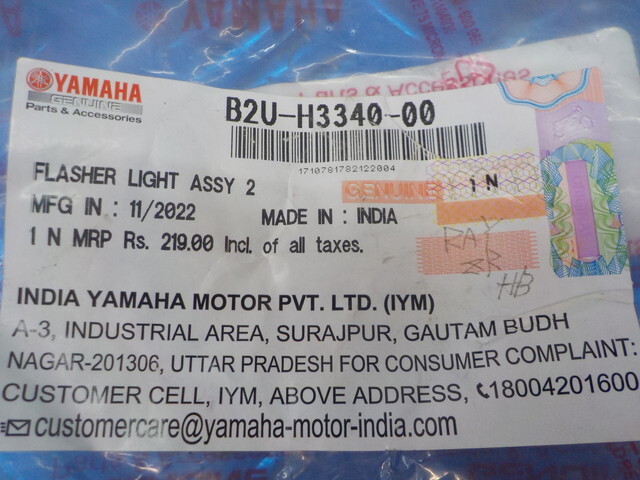 YAMAHA
GENUINE
Parts & Accessories
Parts & Accessories
B2U-H3340-00
1710781782122004
FLASHER LIGHT ASSY 2
GENUINE
1 N
MFG IN : 11/2022
MADE IN : INDIA
1 N MRP Rs. 219.00 Incl. of all taxes.
RAY
ZR
HB
INDIA YAMAHA MOTOR PVT. LTD. (IYM)
A-3, INDUSTRIAL AREA, SURAJPUR, GAUTAM BUDH
NAGAR-201306, UTTAR PRADESH FOR CONSUMER COMPLAINT:
CUSTOMER CELL, IYM, ABOVE ADDRESS, 18004201600
customercare@yamaha-motor-india.com